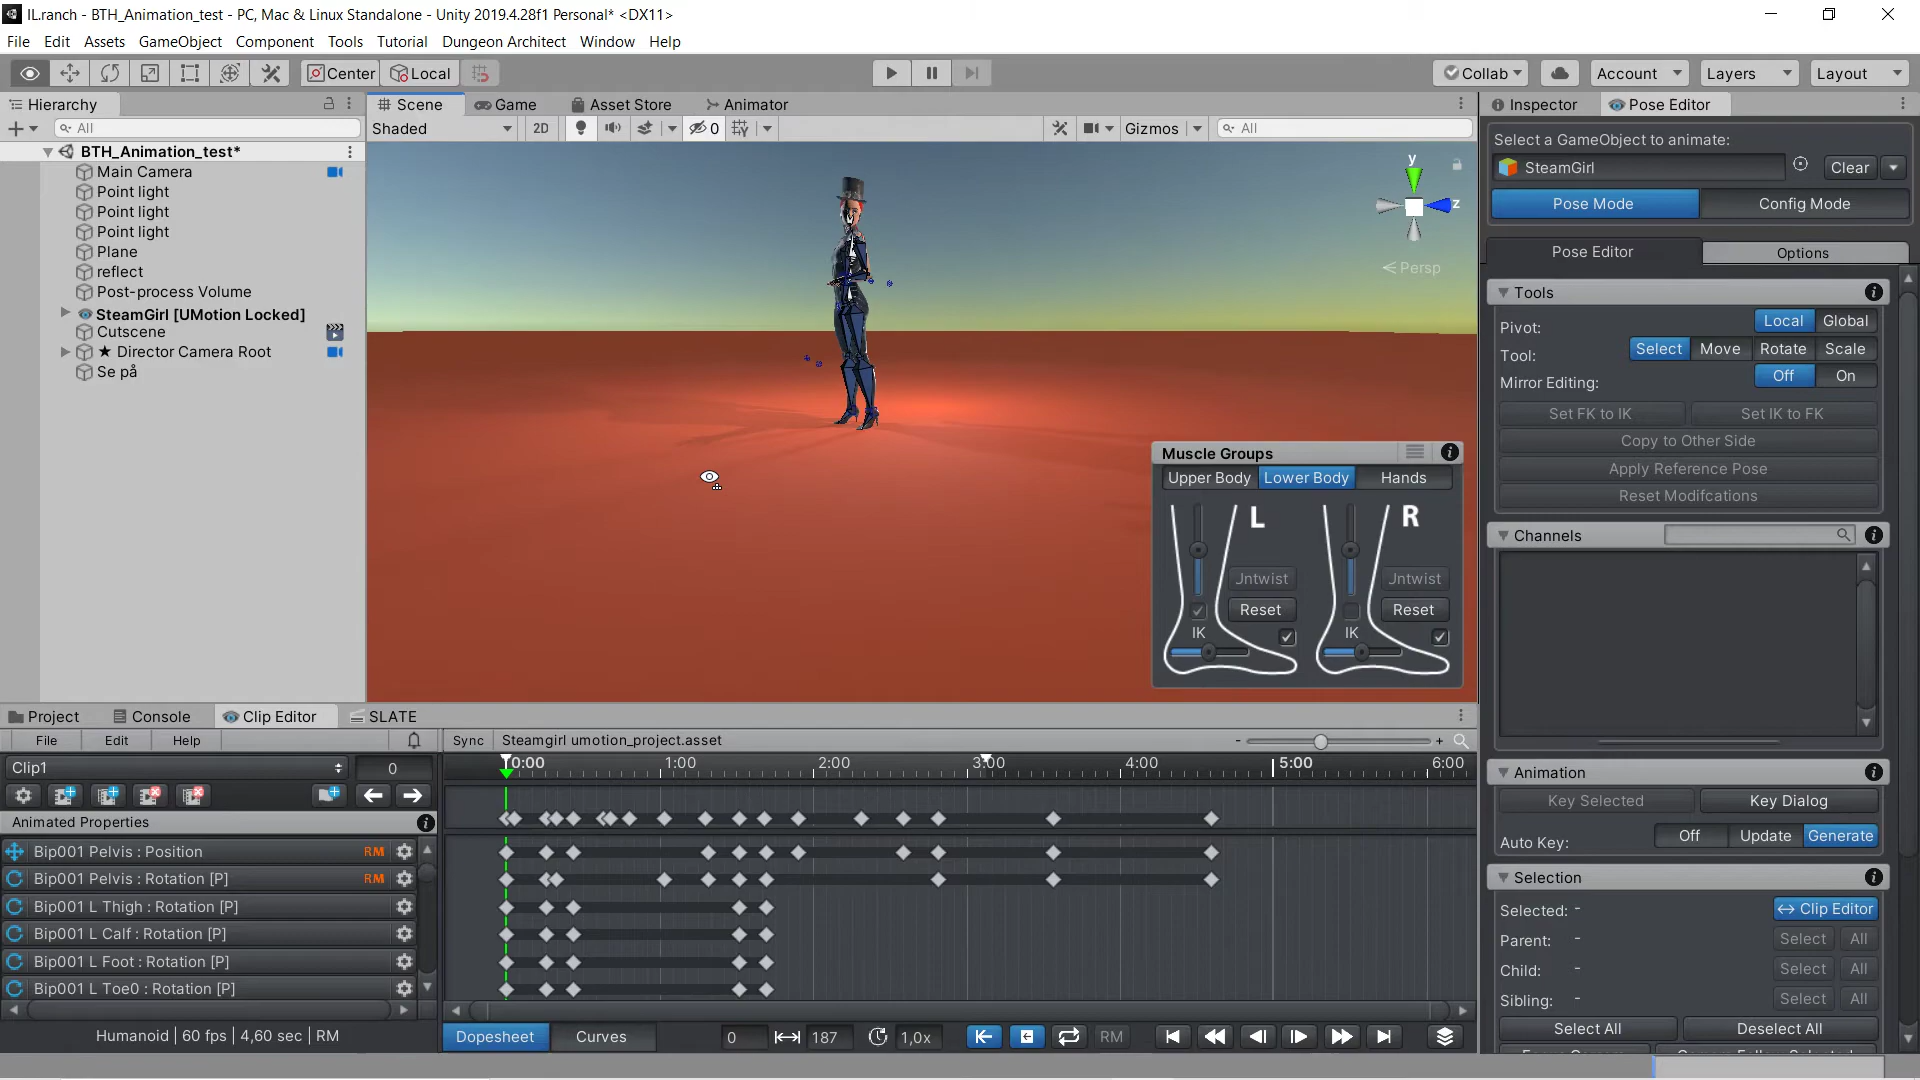 IL.ranch - BTH_Animation_test - PC, Mac & Linux Standalone - Unity 2019.4.28f1 Personal* <DX11>
File Edit Assets GameObject Component Tools Tutorial Dungeon Architect Window Help
Center Local Collab Account Layers Layout
Hierarchy
All
BTH_Animation_test*
Main Camera
Point light
Point light
Point light
Plane
reflect
Post-process Volume
SteamGirl [UMotion Locked]
Cutscene
★ Director Camera Root
Se på
Scene Game Asset Store Animator
Shaded 2D 0 Gizmos All
y
z
Persp
Muscle Groups
Upper Body Lower Body Hands
L R
Jntwist Jntwist
Reset Reset
IK IK
Inspector Pose Editor
Select a GameObject to animate:
SteamGirl Clear
Pose Mode Config Mode
Pose Editor Options
Tools
Pivot: Local Global
Tool: Select Move Rotate Scale
Mirror Editing: Off On
Set FK to IK Set IK to FK
Copy to Other Side
Apply Reference Pose
Reset Modifcations
Channels
Animation
Key Selected Key Dialog
Auto Key: Off Update Generate
Selection
Selected: - Clip Editor
Parent: - Select All
Child: - Select All
Sibling: - Select All
Select All Deselect All
Project Console Clip Editor SLATE
File Edit Help Sync Steamgirl umotion_project.asset - +
Clip1 0
0:00 1:00 2:00 3:00 4:00 5:00 6:00
Animated Properties
Bip001 Pelvis : Position RM
Bip001 Pelvis : Rotation [P] RM
Bip001 L Thigh : Rotation [P]
Bip001 L Calf : Rotation [P]
Bip001 L Foot : Rotation [P]
Bip001 L Toe0 : Rotation [P]
Humanoid | 60 fps | 4,60 sec | RM
Dopesheet Curves 0 187 1,0x RM